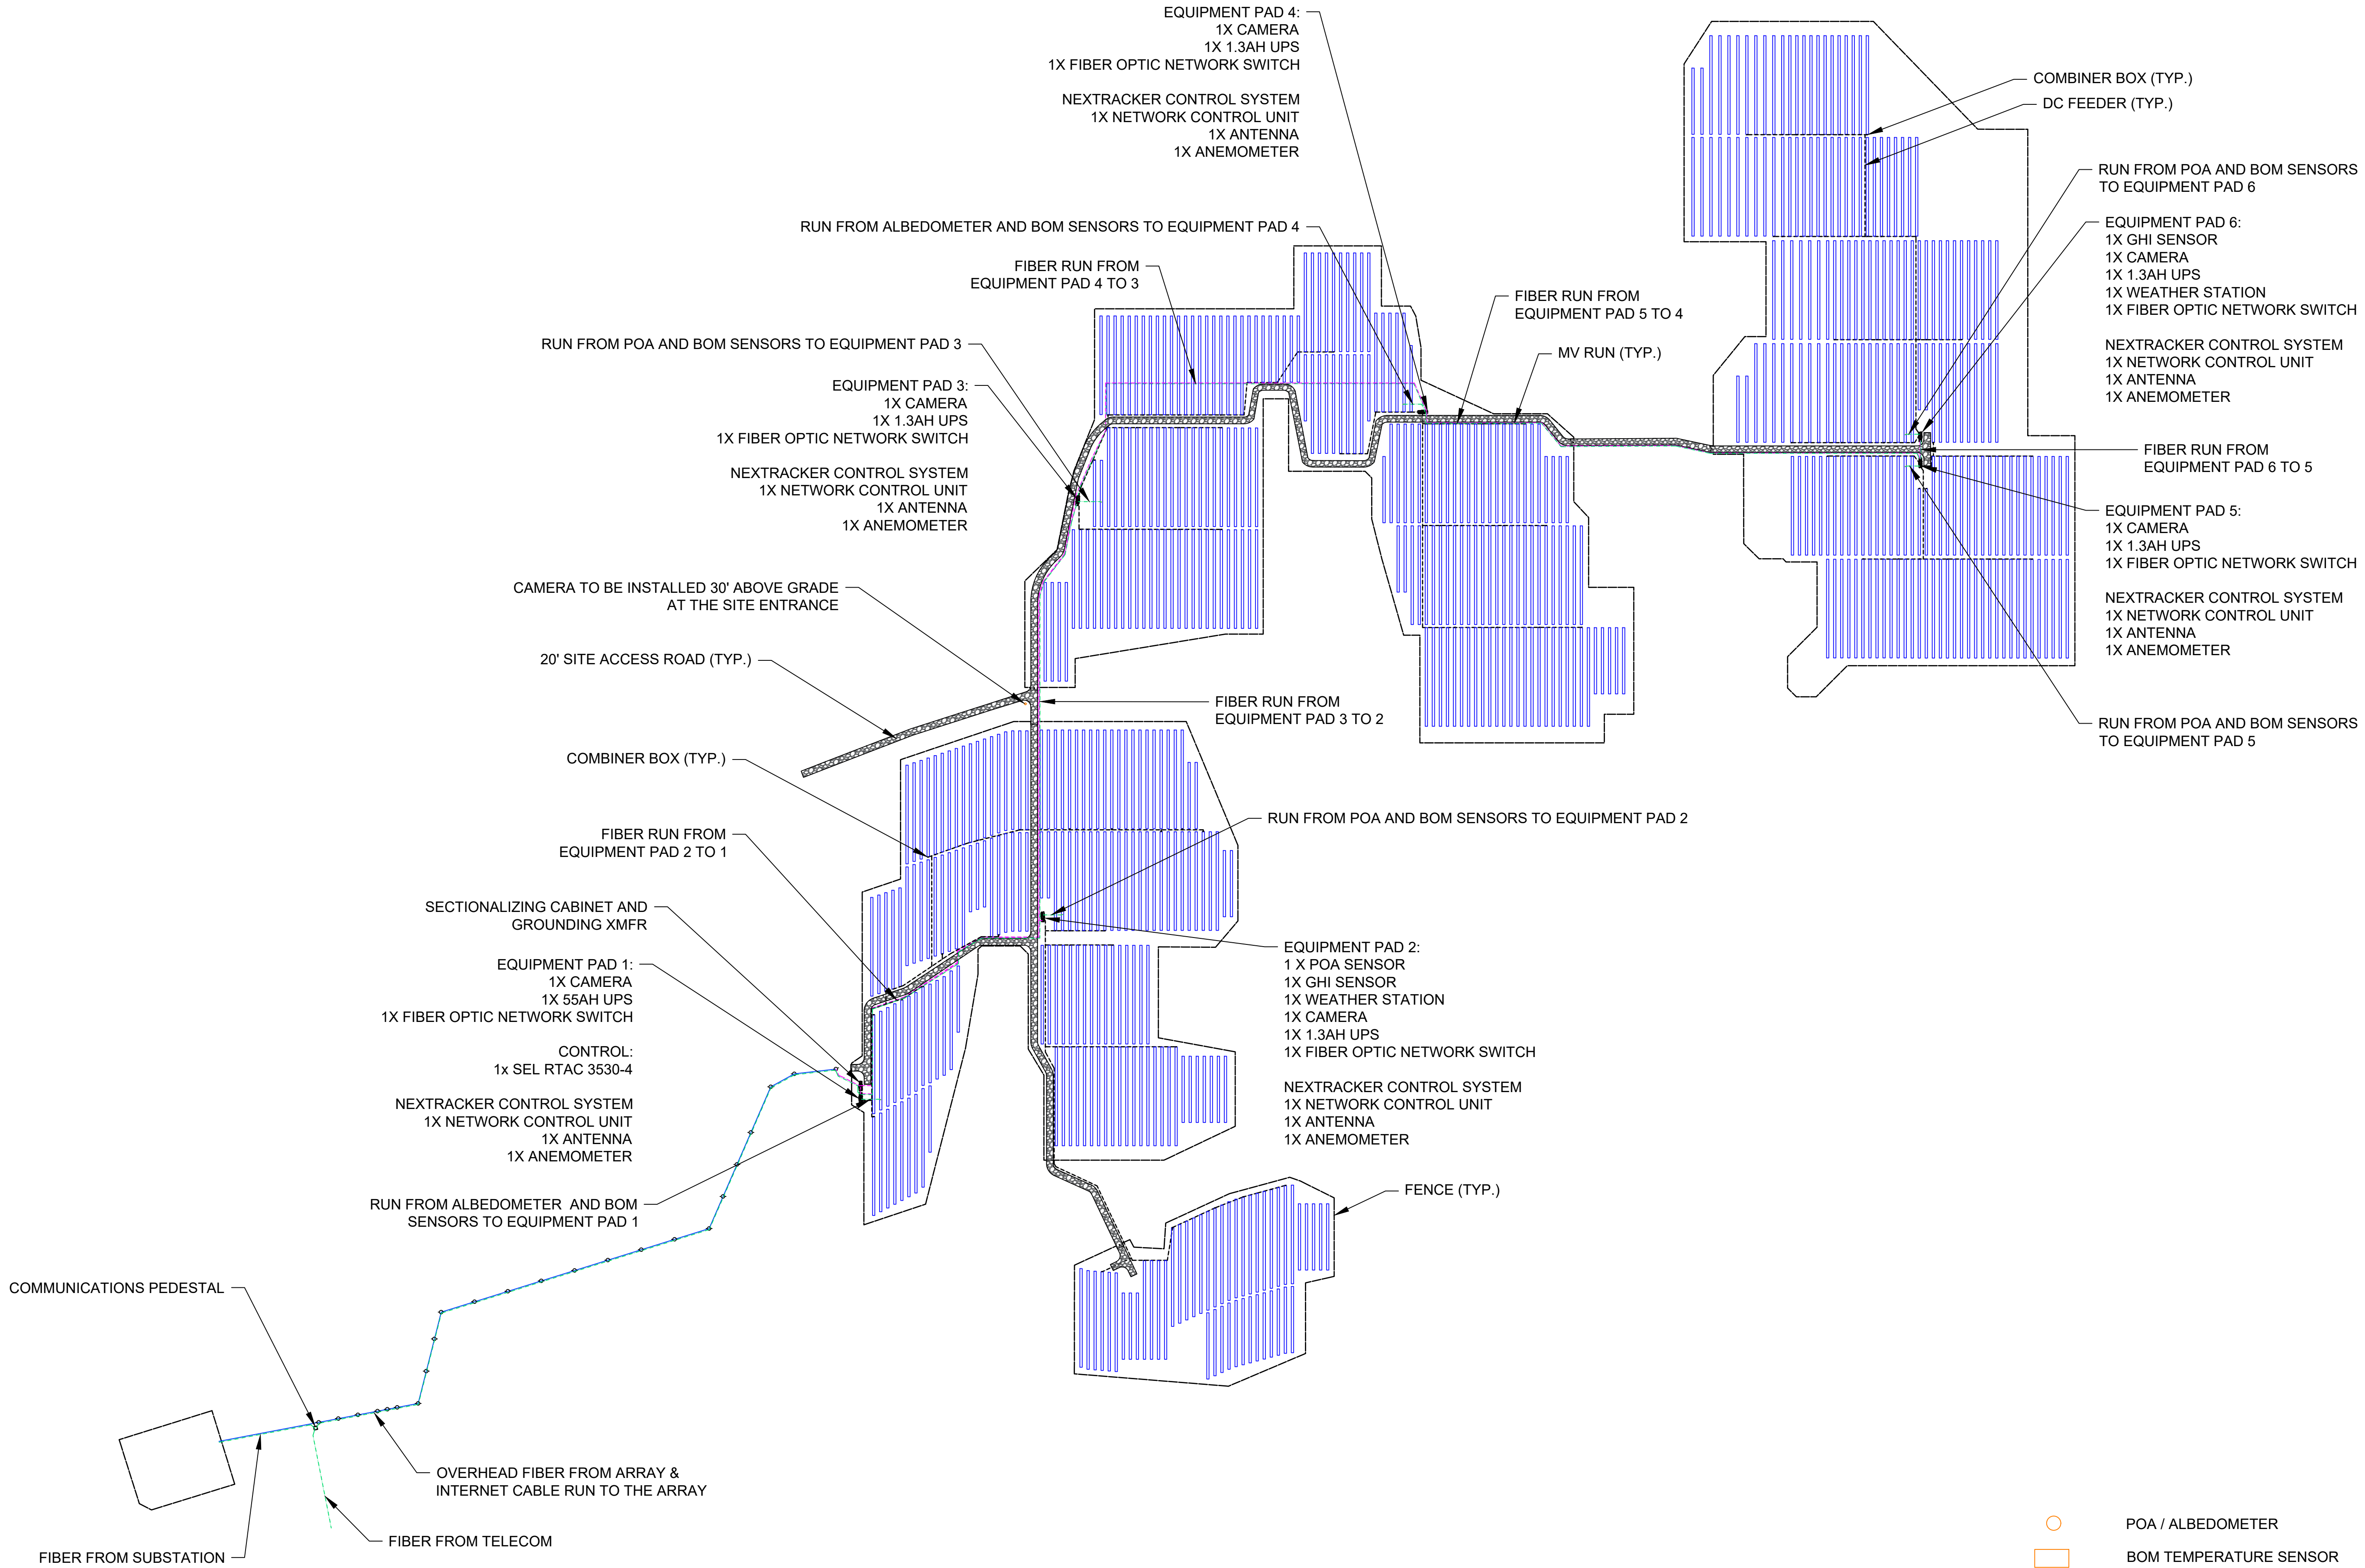 EQUIPMENT PAD 4:
1X CAMERA
1X 1.3AH UPS
1X FIBER OPTIC NETWORK SWITCH
NEXTRACKER CONTROL SYSTEM
1X NETWORK CONTROL UNIT
1X ANTENNA
1X ANEMOMETER
COMBINER BOX (TYP.)
DC FEEDER (TYP.)
RUN FROM POA AND BOM SENSORS
TO EQUIPMENT PAD 6
EQUIPMENT PAD 6:
1X GHI SENSOR
1X CAMERA
1X 1.3AH UPS
1X WEATHER STATION
1X FIBER OPTIC NETWORK SWITCH
NEXTRACKER CONTROL SYSTEM
1X NETWORK CONTROL UNIT
1X ANTENNA
1X ANEMOMETER
RUN FROM ALBEDOMETER AND BOM SENSORS TO EQUIPMENT PAD 4
FIBER RUN FROM
EQUIPMENT PAD 4 TO 3
FIBER RUN FROM
EQUIPMENT PAD 5 TO 4
MV RUN (TYP.)
RUN FROM POA AND BOM SENSORS TO EQUIPMENT PAD 3
EQUIPMENT PAD 3:
1X CAMERA
1X 1.3AH UPS
1X FIBER OPTIC NETWORK SWITCH
NEXTRACKER CONTROL SYSTEM
1X NETWORK CONTROL UNIT
1X ANTENNA
1X ANEMOMETER
FIBER RUN FROM
EQUIPMENT PAD 6 TO 5
EQUIPMENT PAD 5:
1X CAMERA
1X 1.3AH UPS
1X FIBER OPTIC NETWORK SWITCH
NEXTRACKER CONTROL SYSTEM
1X NETWORK CONTROL UNIT
1X ANTENNA
1X ANEMOMETER
CAMERA TO BE INSTALLED 30' ABOVE GRADE
AT THE SITE ENTRANCE
20' SITE ACCESS ROAD (TYP.)
FIBER RUN FROM
EQUIPMENT PAD 3 TO 2
RUN FROM POA AND BOM SENSORS
TO EQUIPMENT PAD 5
COMBINER BOX (TYP.)
RUN FROM POA AND BOM SENSORS TO EQUIPMENT PAD 2
FIBER RUN FROM
EQUIPMENT PAD 2 TO 1
SECTIONALIZING CABINET AND
GROUNDING XMFR
EQUIPMENT PAD 1:
1X CAMERA
1X 55AH UPS
1X FIBER OPTIC NETWORK SWITCH
CONTROL:
1x SEL RTAC 3530-4
NEXTRACKER CONTROL SYSTEM
1X NETWORK CONTROL UNIT
1X ANTENNA
1X ANEMOMETER
EQUIPMENT PAD 2:
1 X POA SENSOR
1X GHI SENSOR
1X WEATHER STATION
1X CAMERA
1X 1.3AH UPS
1X FIBER OPTIC NETWORK SWITCH
NEXTRACKER CONTROL SYSTEM
1X NETWORK CONTROL UNIT
1X ANTENNA
1X ANEMOMETER
RUN FROM ALBEDOMETER AND BOM
SENSORS TO EQUIPMENT PAD 1
FENCE (TYP.)
COMMUNICATIONS PEDESTAL
OVERHEAD FIBER FROM ARRAY &
INTERNET CABLE RUN TO THE ARRAY
FIBER FROM TELECOM
FIBER FROM SUBSTATION
POA / ALBEDOMETER
BOM TEMPERATURE SENSOR